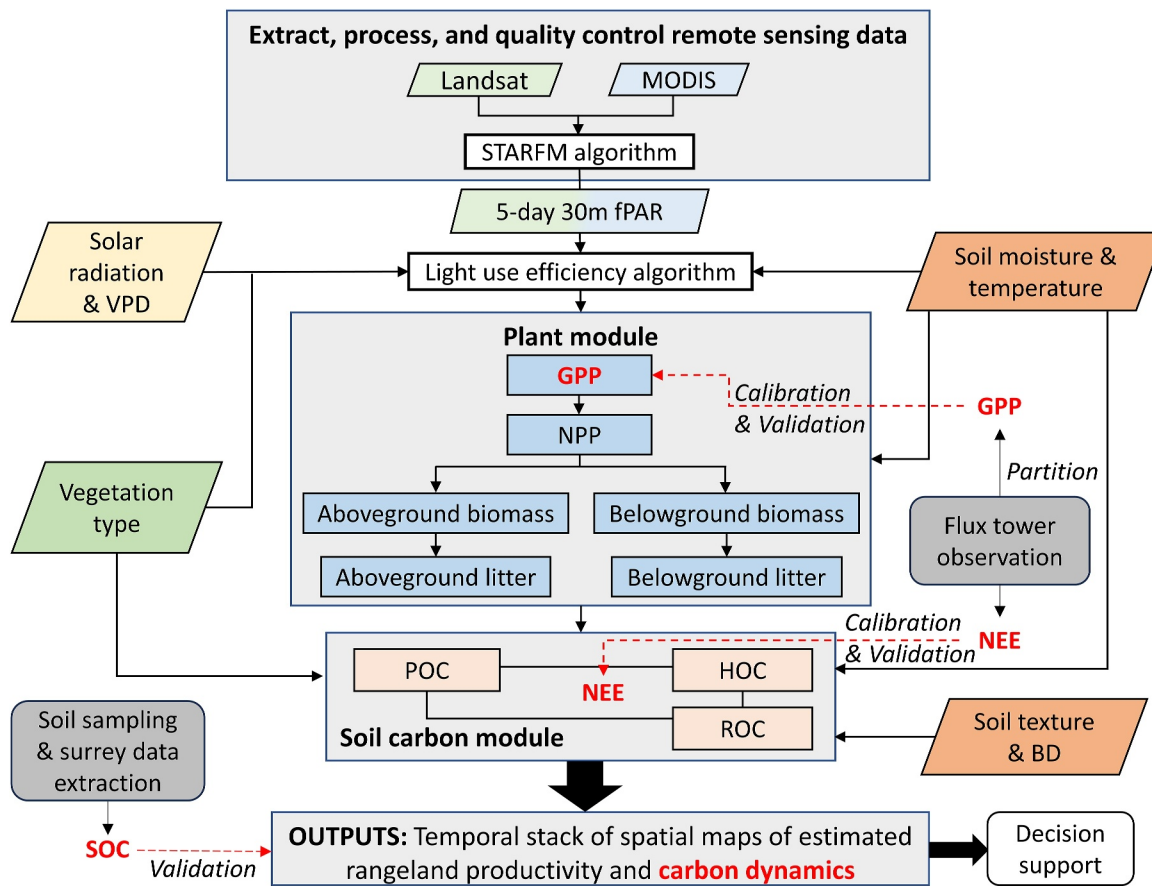 Extract, process, and quality control remote sensing data
Landsat
MODIS
STARFM algorithm
5-day 30m fPAR
Solar
radiation
& VPD
Light use efficiency algorithm
Soil moisture &
temperature
Plant module
GPP
Calibration
& Validation
GPP
NPP
Partition
Vegetation
type
Aboveground biomass
Belowground biomass
Flux tower
observation
Aboveground litter
Belowground litter
Calibration
& Validation
NEE
POC
HOC
NEE
ROC
Soil carbon module
Soil sampling
& surrey data
extraction
Soil texture
& BD
SOC
Validation
OUTPUTS: Temporal stack of spatial maps of estimated
rangeland productivity and carbon dynamics
Decision
support